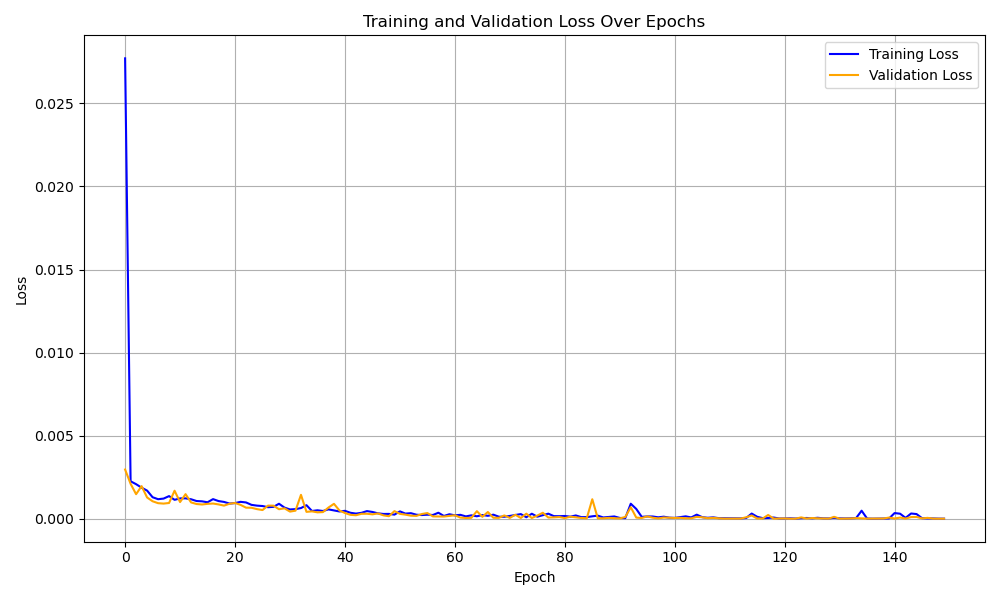 Training and Validation Loss Over Epochs
Training Loss
Validation Loss
0.025
0.020
0.015
0.010
0.005
0.000
Loss
0 20 40 60 80 100 120 140
Epoch